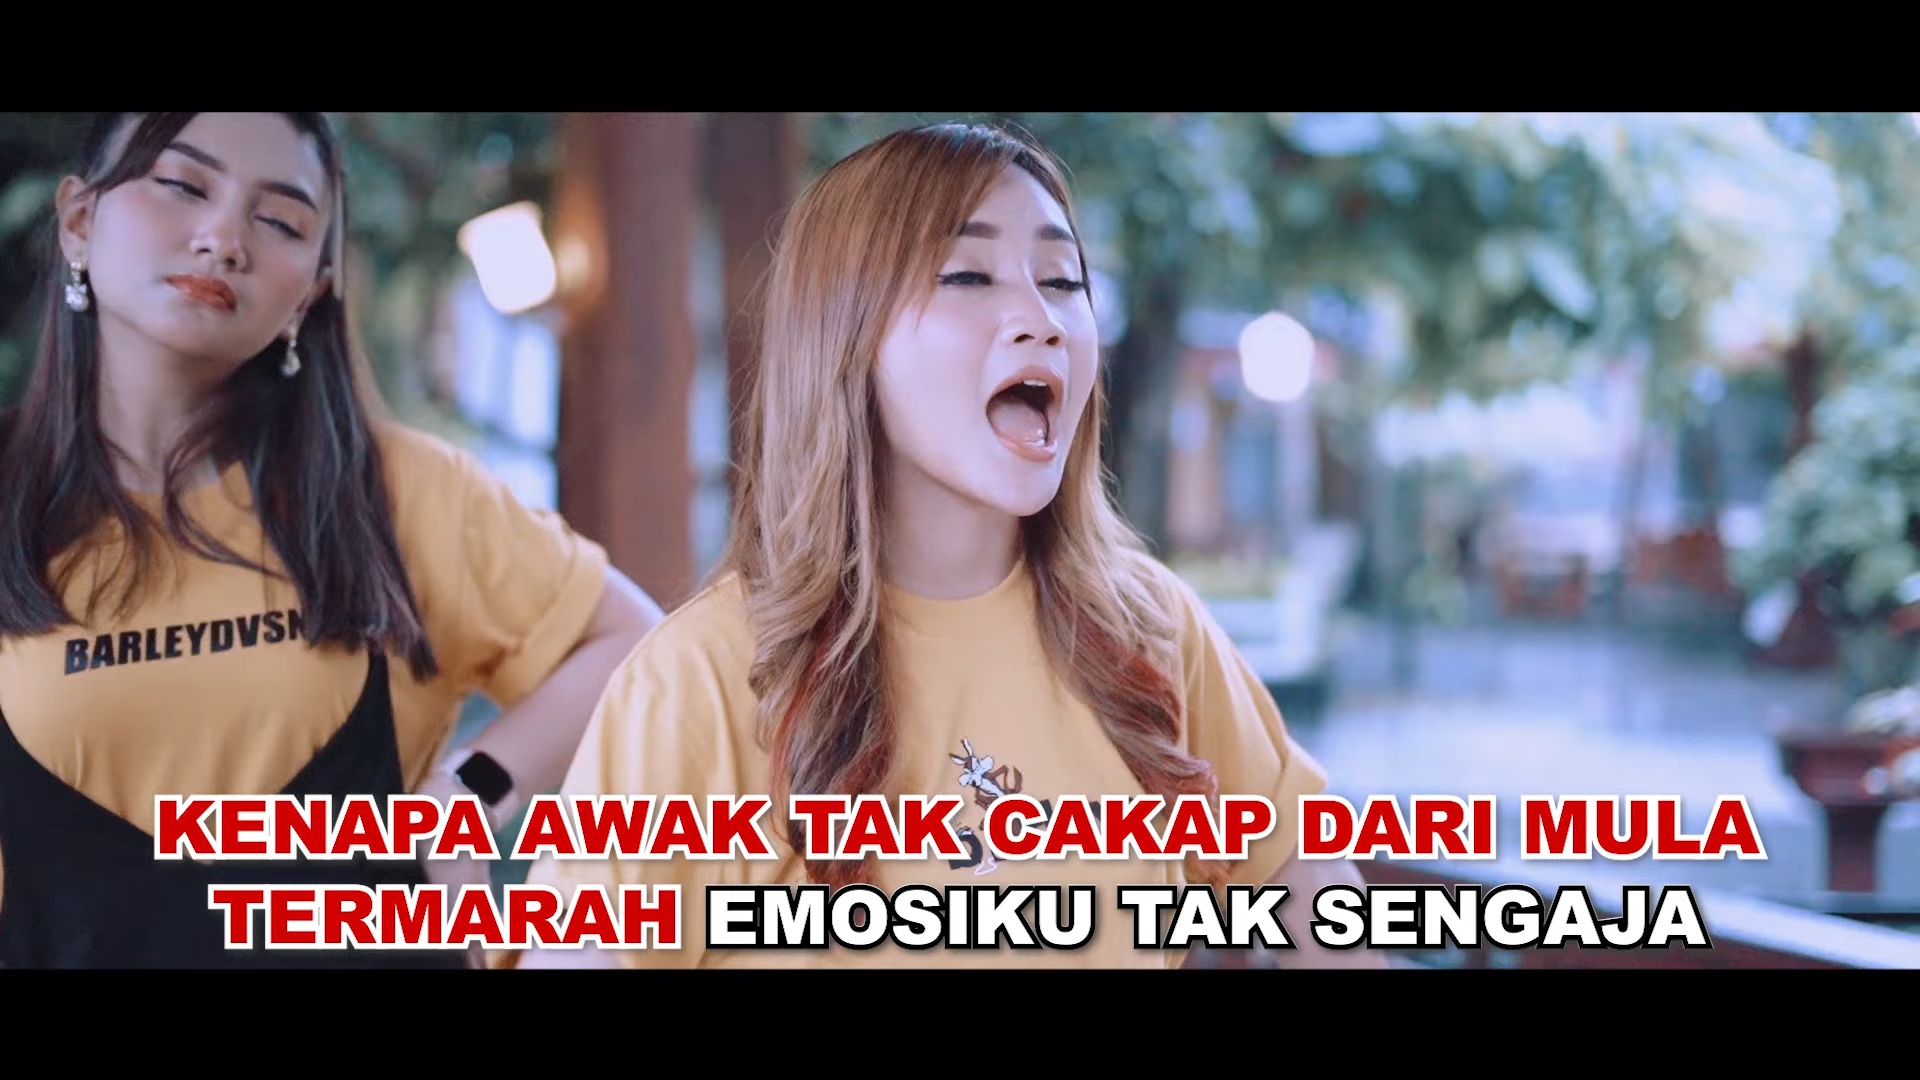 BARLEYDVSN
KENAPA AWAK TAK CAKAP DARI MULA
TERMARAH EMOSIKU TAK SENGAJA